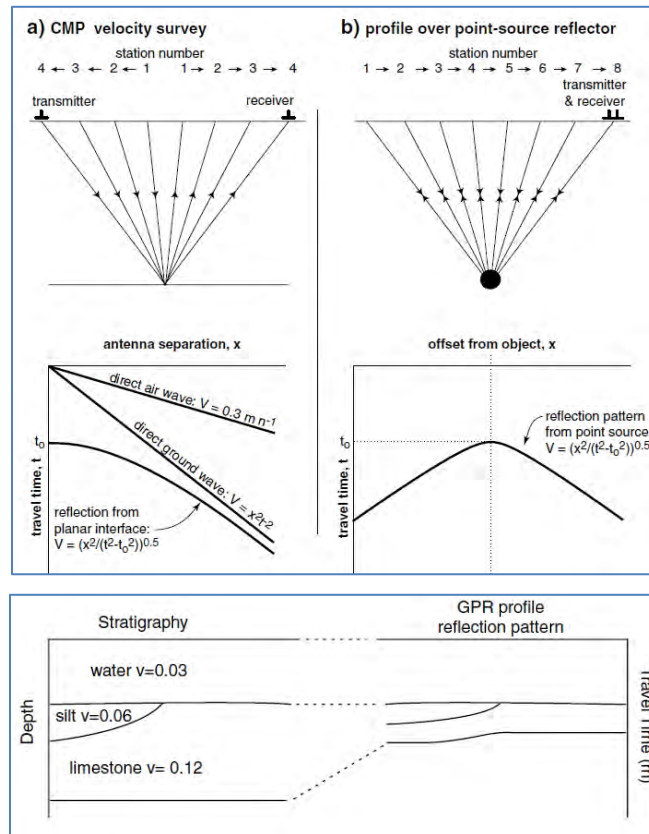 a) CMP velocity survey
station number
4 ← 3 ← 2 ← 1 1 → 2 → 3 → 4
transmitter
receiver
antenna separation, x
t₀
travel time, t
direct air wave: V = 0.3 m n⁻¹
direct ground wave: V = x²t⁻²
reflection from
planar interface:
V = (x²/(t²-t₀²))⁰·⁵
b) profile over point-source reflector
station number
1 → 2 → 3 → 4 → 5 → 6 → 7 → 8
transmitter
& receiver
offset from object, x
t₀
travel time, t
reflection pattern
from point source
V = (x²/(t²-t₀²))⁰·⁵
Stratigraphy
GPR profile
reflection pattern
water v=0.03
silt v=0.06
limestone v= 0.12
Depth
Travel Time (n